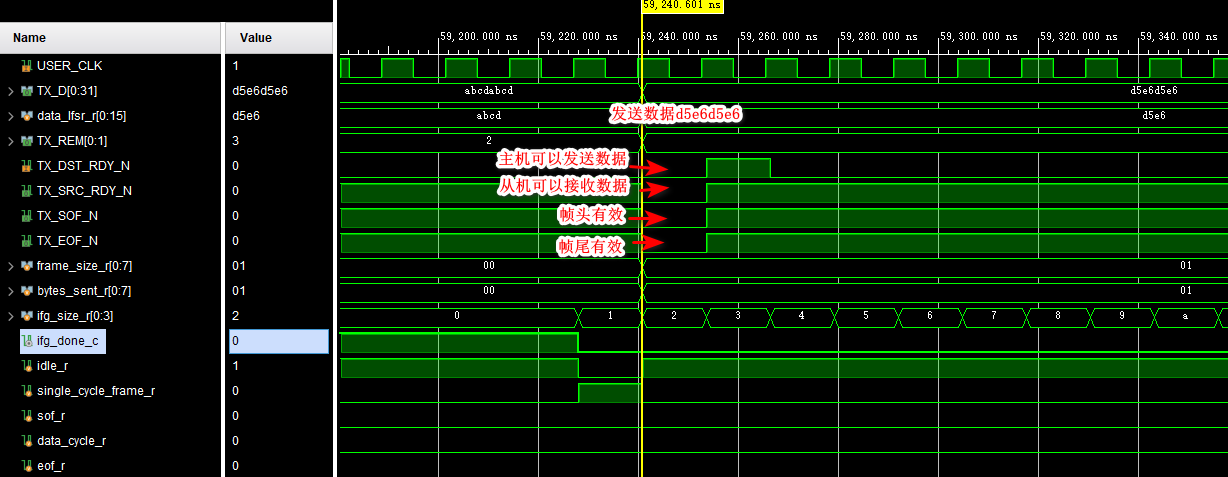 59,240.601 ns
Name Value
59,200.000 ns 59,220.000 ns 59,240.000 ns 59,260.000 ns 59,280.000 ns 59,300.000 ns 59,320.000 ns 59,340.000 ns
USER_CLK 1
TX_D[0:31] d5e6d5e6 abcdabcd d5e6d5e6
data_lfsr_r[0:15] d5e6 abcd 发送数据d5e6d5e6 d5e6
TX_REM[0:1] 3 2
TX_DST_RDY_N 0 主机可以发送数据
TX_SRC_RDY_N 0 从机可以接收数据
TX_SOF_N 0 帧头有效
TX_EOF_N 0 帧尾有效
frame_size_r[0:7] 01 00 01
bytes_sent_r[0:7] 01 00 01
ifg_size_r[0:3] 2 0 1 2 3 4 5 6 7 8 9 a
ifg_done_c 0
idle_r 1
single_cycle_frame_r 0
sof_r 0
data_cycle_r 0
eof_r 0